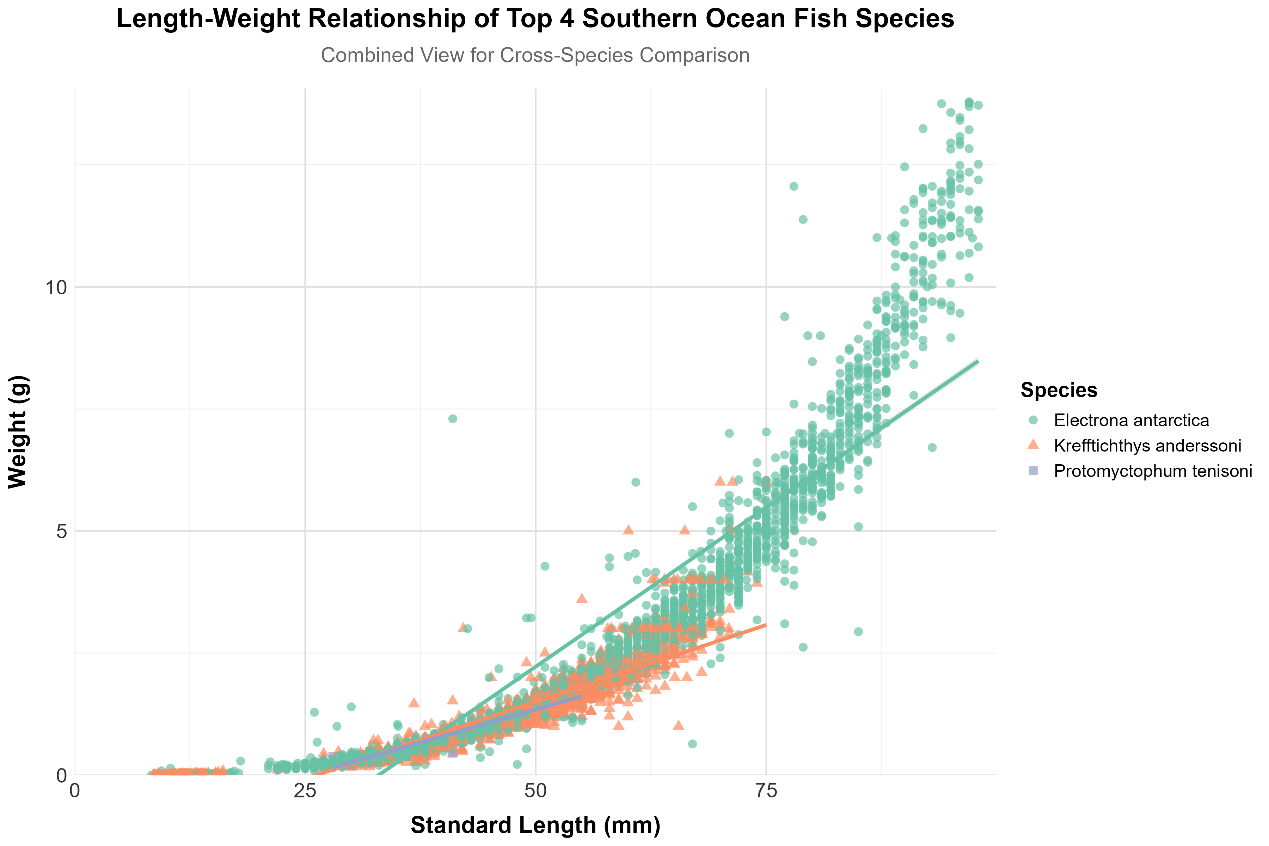 Length-Weight Relationship of Top 4 Southern Ocean Fish Species
Combined View for Cross-Species Comparison
Weight (g)
10
5
0
0 25 50 75
Standard Length (mm)
Species
Electrona antarctica
Krefftichthys anderssoni
Protomyctophum tenisoni